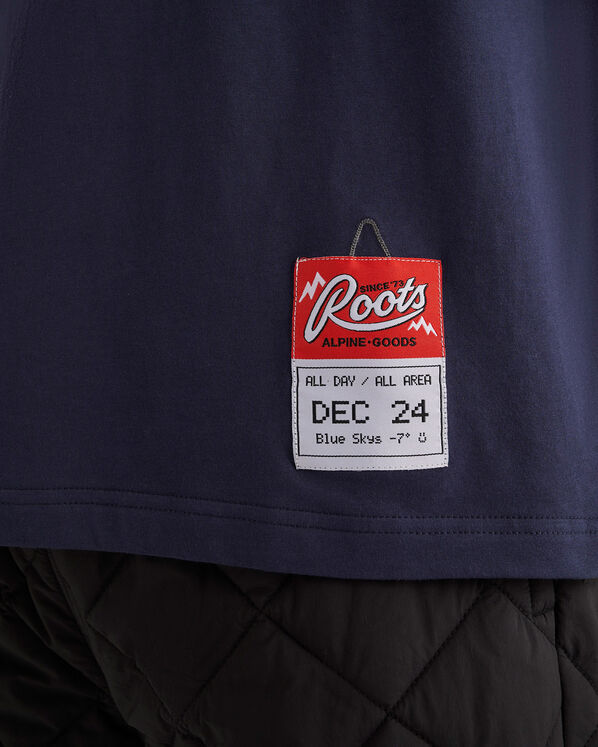 SINCE '73
Roots
ALPINE•GOODS
ALL DAY / ALL AREA
DEC 24
Blue Skys -7° ü